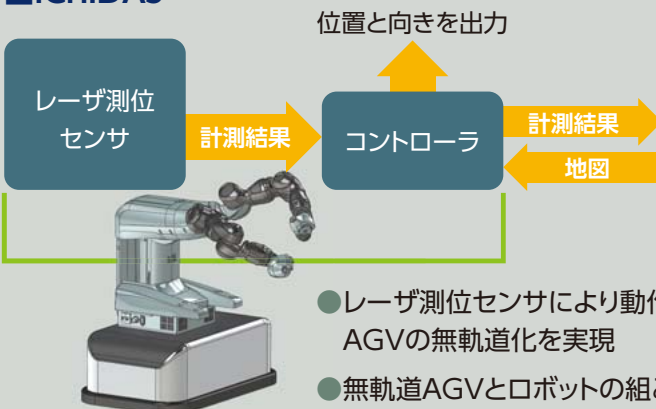 位置と向きを出力
レーザ測位
センサ
計測結果
コントローラ
計測結果
地図
●レーザ測位センサにより動作
AGVの無軌道化を実現
●無軌道AGVとロボットの組み